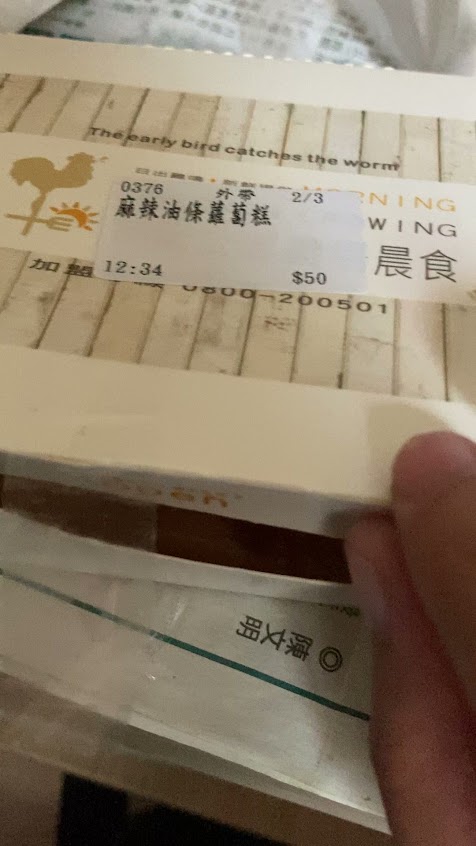 The early bird catches the worm
MORNING
0376 外帶 2/3
麻辣油條蘿蔔糕
WING
晨食
12:34 $50
加盟
0800-200501
◎陳文明